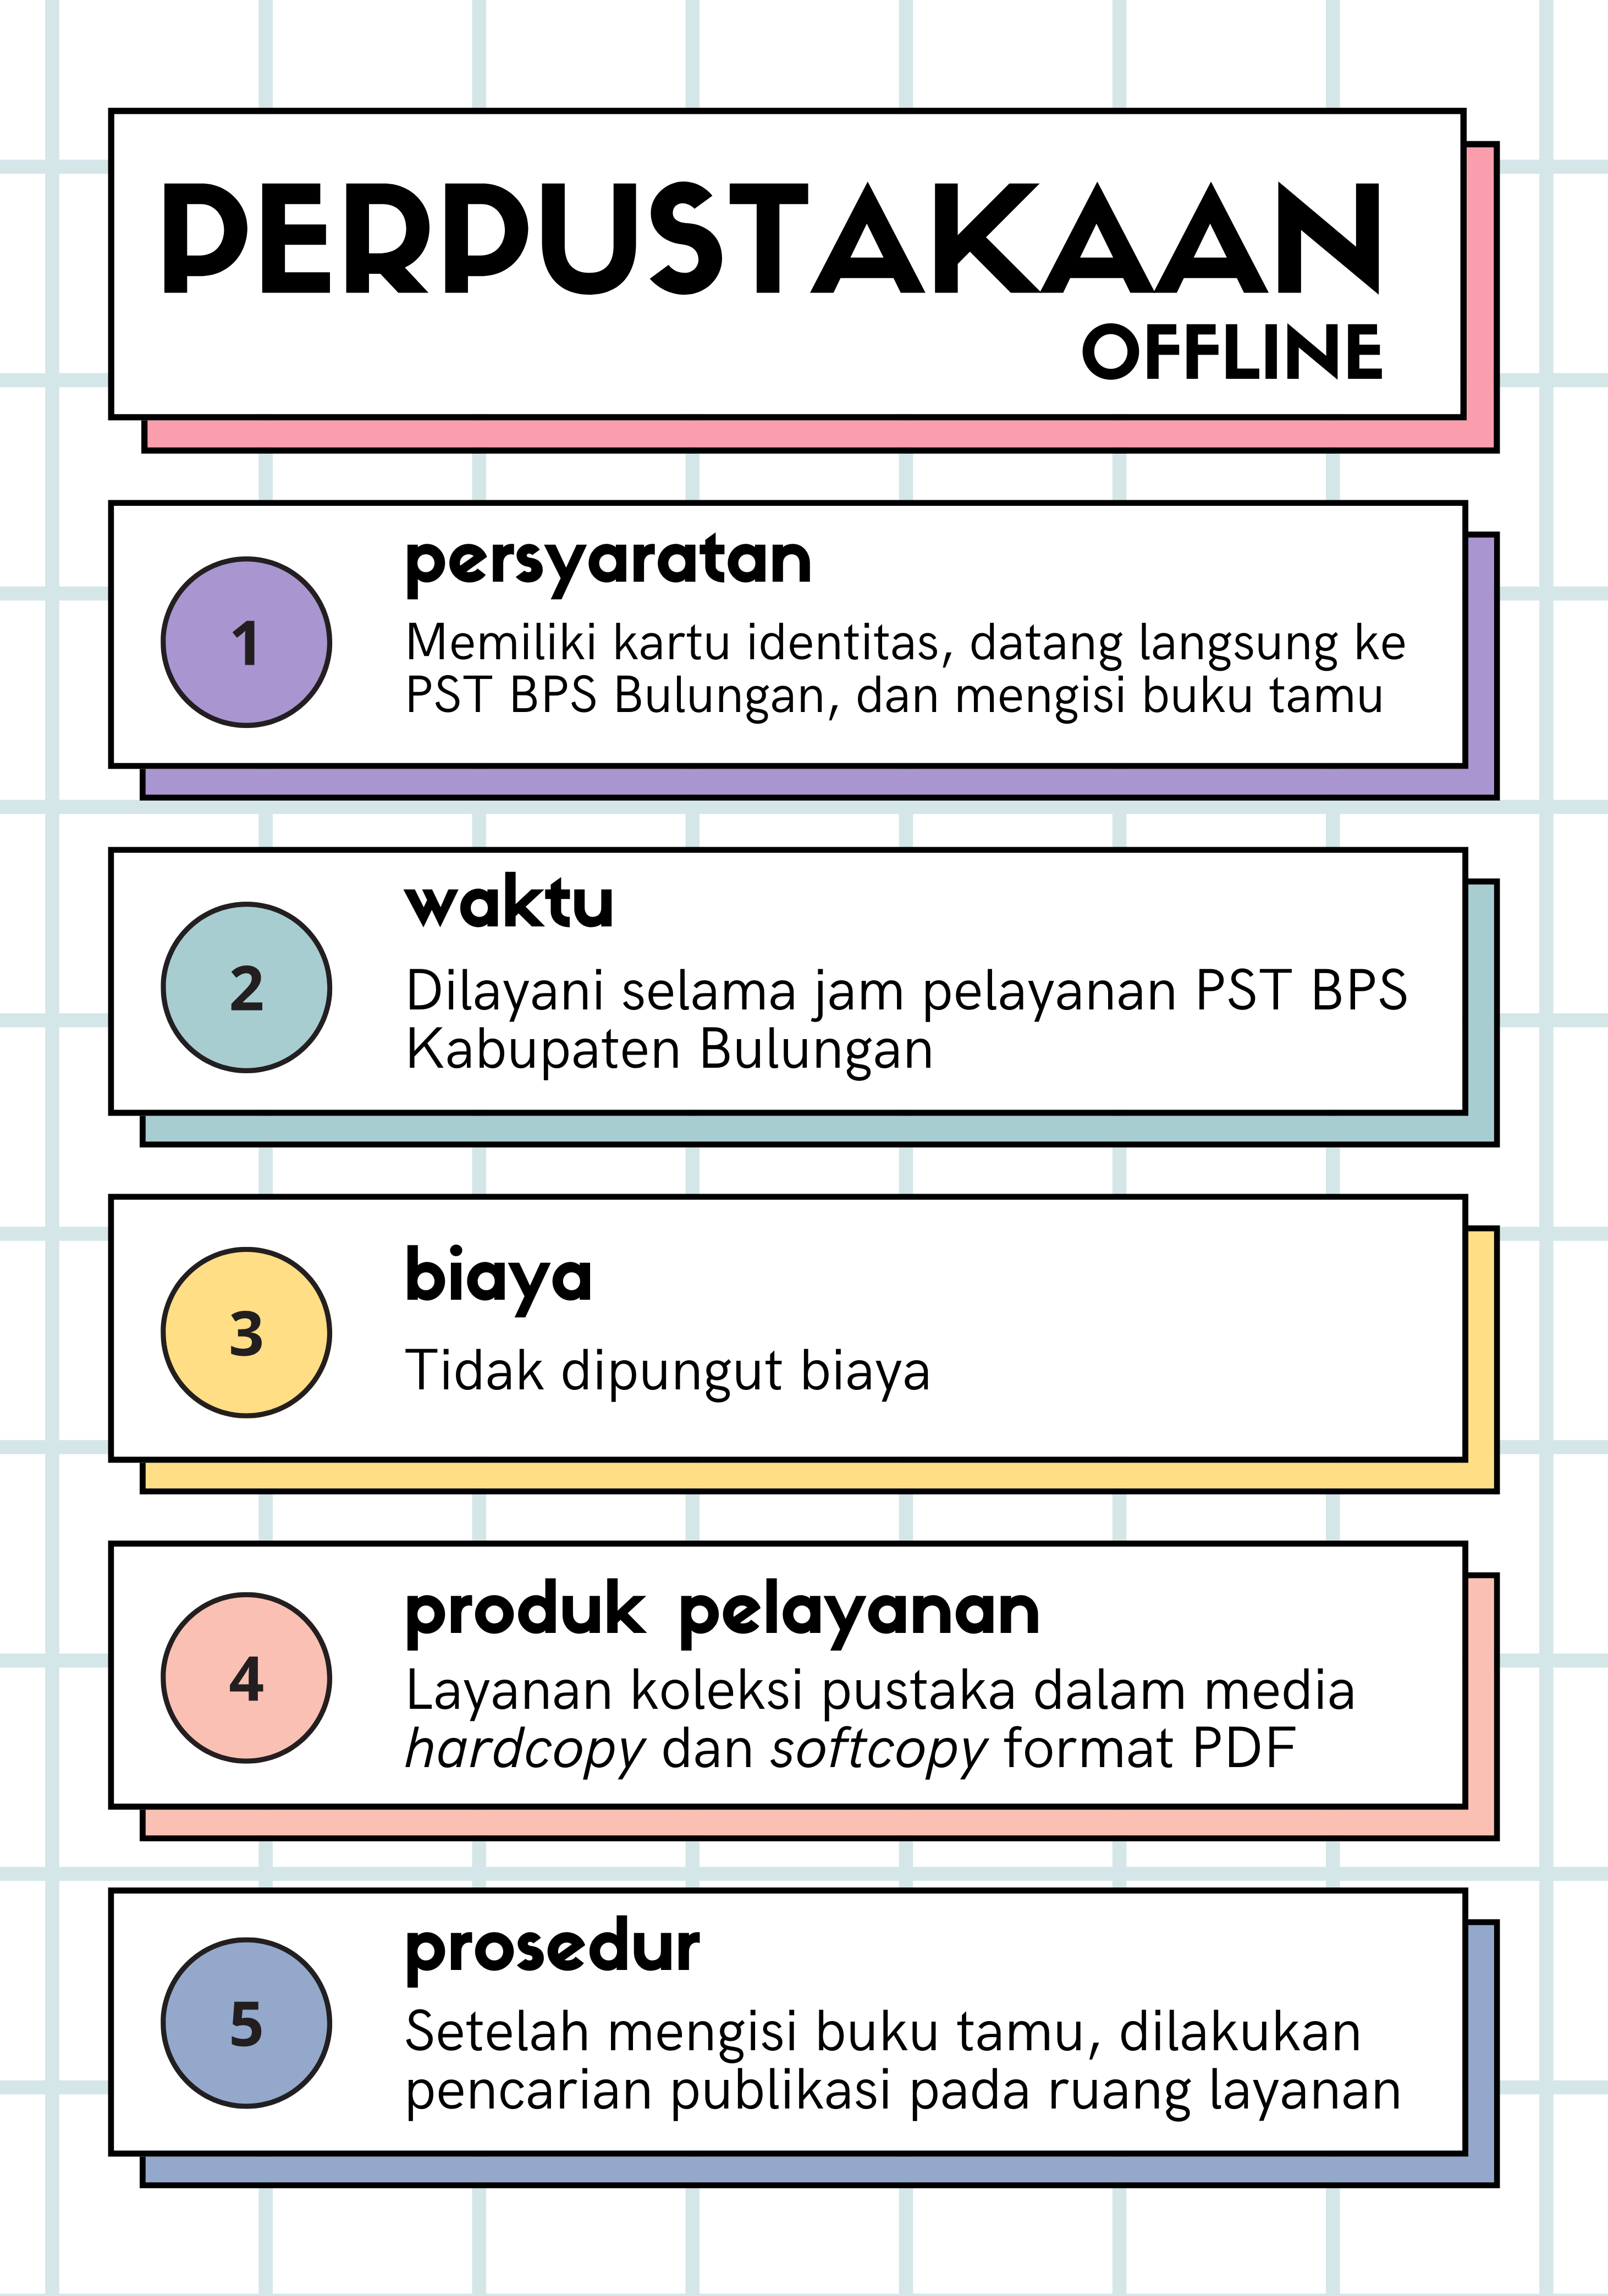 PERPUSTAKAAN
OFFLINE
1
persyaratan
Memiliki kartu identitas, datang langsung ke
PST BPS Bulungan, dan mengisi buku tamu
2
waktu
Dilayani selama jam pelayanan PST BPS
Kabupaten Bulungan
3
biaya
Tidak dipungut biaya
4
produk pelayanan
Layanan koleksi pustaka dalam media
hardcopy dan softcopy format PDF
5
prosedur
Setelah mengisi buku tamu, dilakukan
pencarian publikasi pada ruang layanan